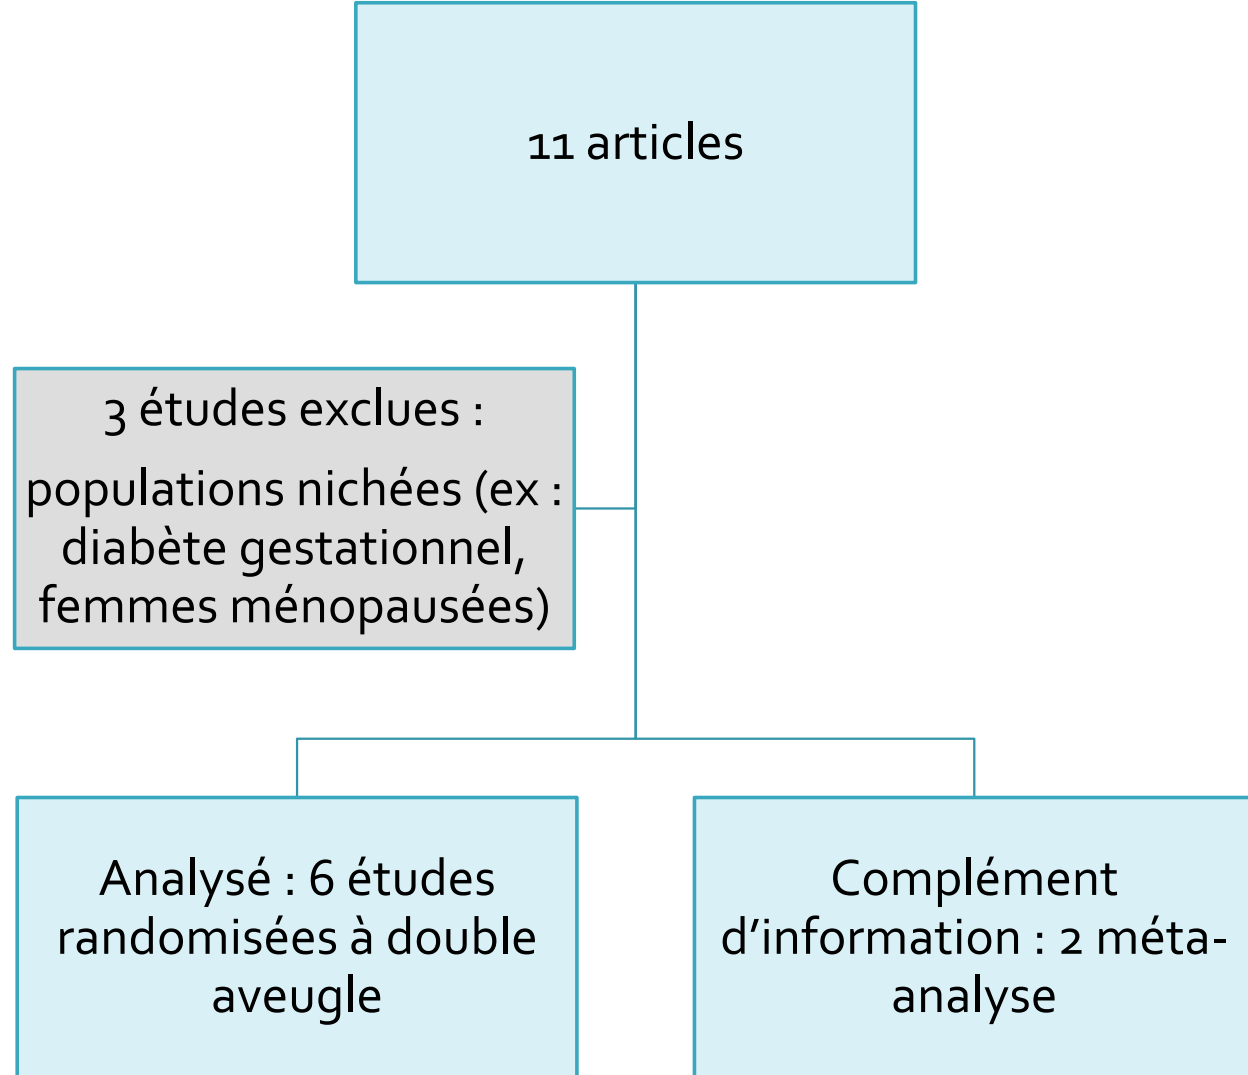 11 articles
3 études exclues :
populations nichées (ex :
diabète gestationnel,
femmes ménopausées)
Analysé : 6 études
randomisées à double
aveugle
Complément
d’information : 2 méta-
analyse